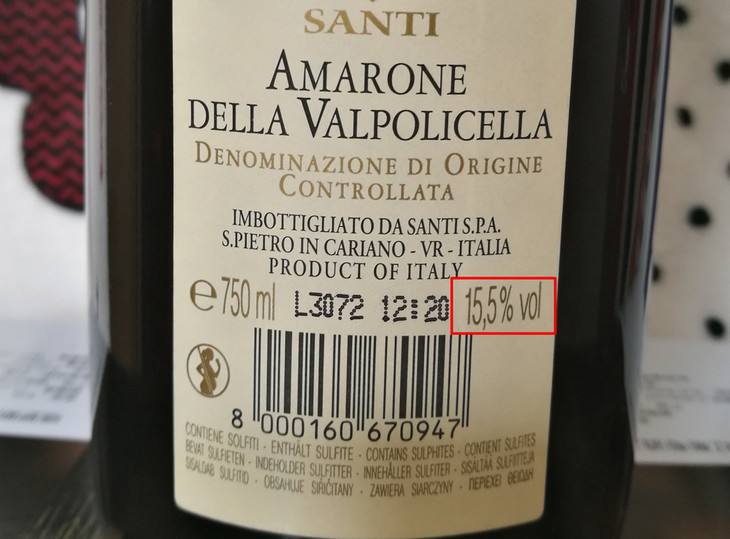 SANTI
AMARONE
DELLA VALPOLICELLA
DENOMINAZIONE DI ORIGINE
CONTROLLATA
IMBOTTIGLIATO DA SANTI S.P.A.
S.PIETRO IN CARIANO - VR - ITALIA
PRODUCT OF ITALY
e 750 ml L3072 12:20 15,5% vol
8 000160 670947
CONTIENE SOLFITI - ENTHÄLT SULFITE - CONTAINS SULPHITES - CONTIENT SULFITES
BEVAT SULFIETEN - INDEHOLDER SULFITTER - INNEHÅLLER SULFITER - SISÄLTÄÄ SULFIITTEJA
SISALDAB SULFITID - OBSAHUJE SIŘIČITANY - ZAWIERA SIARCZYNY - ΠΕΡΙΕΧΕΙ ΘΕΙΩΔΗ